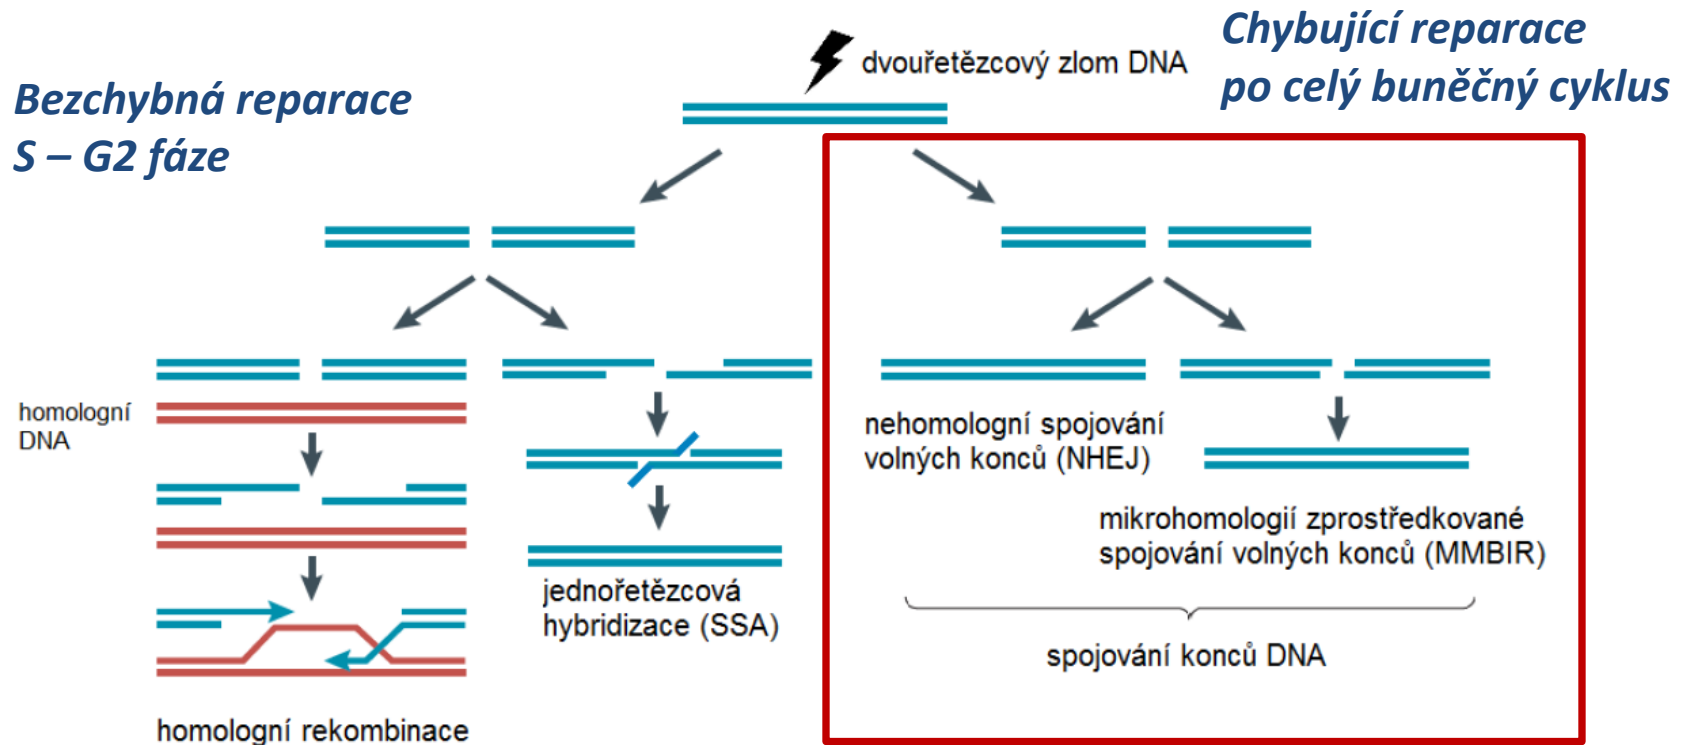 Bezchybná reparace
S – G2 fáze
dvouřetězcový zlom DNA
Chybující reparace
po celý buněčný cyklus
homologní
DNA
homologní rekombinace
jednořetězcová
hybridizace (SSA)
nehomologní spojování
volných konců (NHEJ)
mikrohomologií zprostředkované
spojování volných konců (MMBIR)
spojování konců DNA